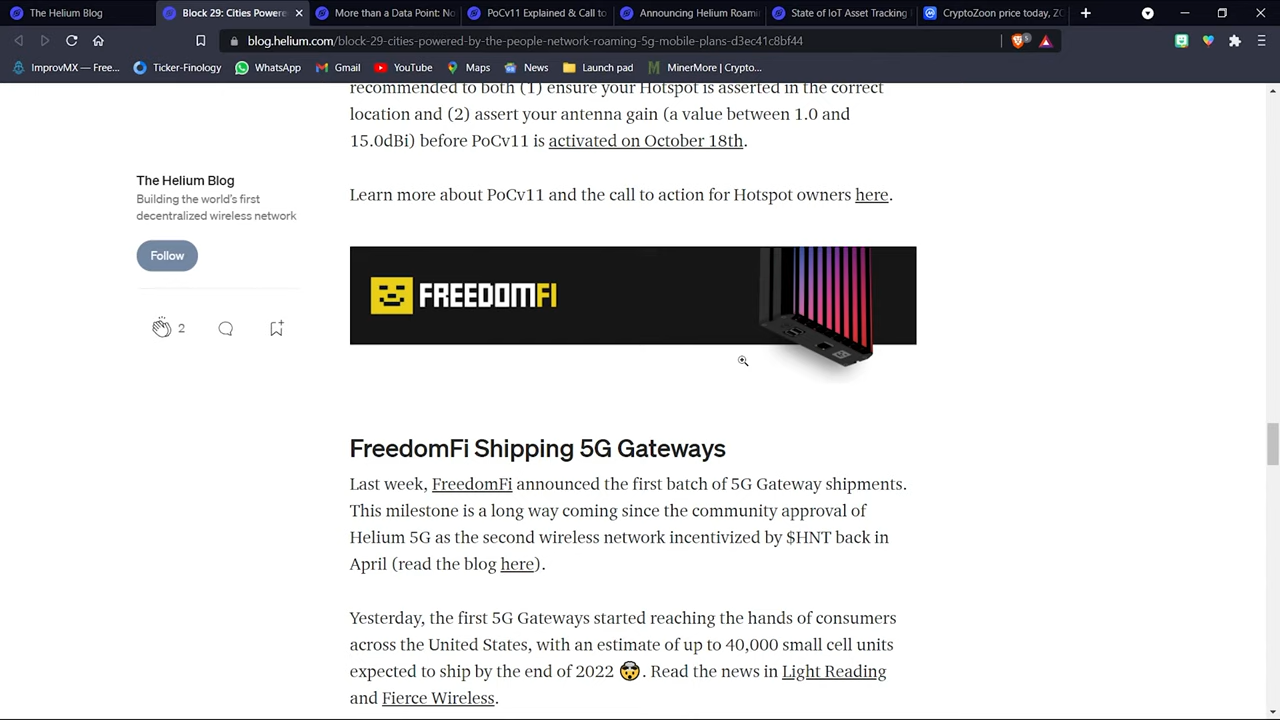 The Helium Blog
Block 29: Cities Powere
More than a Data Point: No
PoCv11 Explained & Call to
Announcing Helium Roami
State of IoT Asset Tracking
CryptoZoon price today, ZO
blog.helium.com/block-29-cities-powered-by-the-people-network-roaming-5g-mobile-plans-d3ec41c8bf44
5
ImprovMX — Free...
Ticker-Finology
WhatsApp
Gmail
YouTube
Maps
News
Launch pad
MinerMore | Crypto...
recommended to both (1) ensure your Hotspot is asserted in the correct
location and (2) assert your antenna gain (a value between 1.0 and
15.0dBi) before PoCv11 is activated on October 18th.
Learn more about PoCv11 and the call to action for Hotspot owners here.
The Helium Blog
Building the world's first
decentralized wireless network
Follow
2
FREEDOMFI
FreedomFi Shipping 5G Gateways
Last week, FreedomFi announced the first batch of 5G Gateway shipments.
This milestone is a long way coming since the community approval of
Helium 5G as the second wireless network incentivized by $HNT back in
April (read the blog here).
Yesterday, the first 5G Gateways started reaching the hands of consumers
across the United States, with an estimate of up to 40,000 small cell units
expected to ship by the end of 2022 🤯. Read the news in Light Reading
and Fierce Wireless.